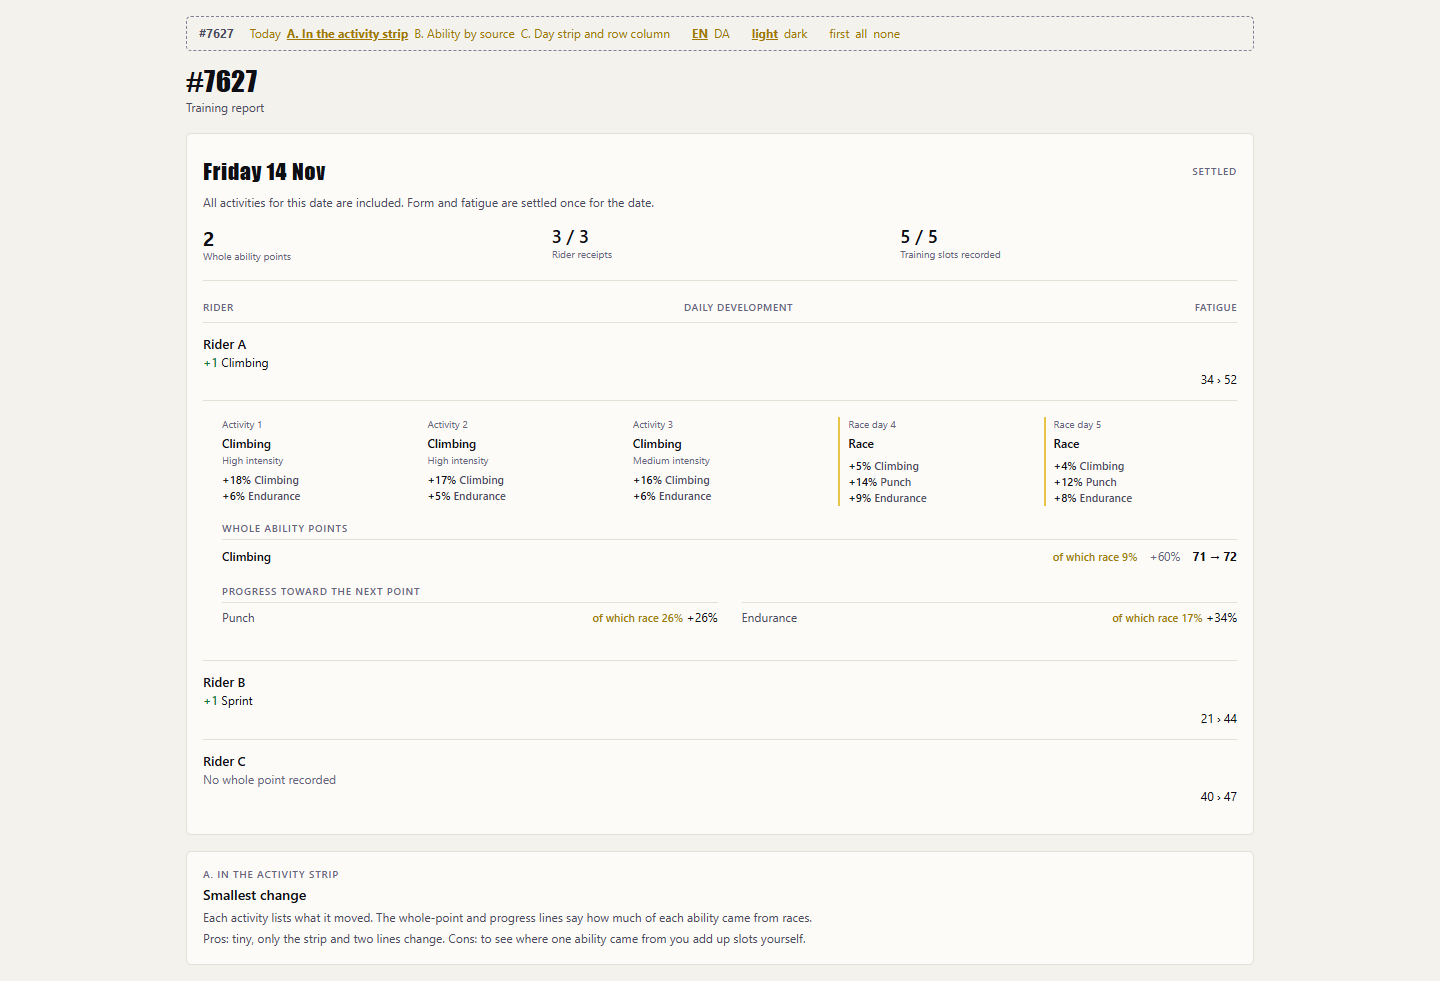 #7627 Today A. In the activity strip B. Ability by source C. Day strip and row column EN DA light dark first all none
#7627
Training report
Friday 14 Nov SETTLED
All activities for this date are included. Form and fatigue are settled once for the date.
2 3 / 3 5 / 5
Whole ability points Rider receipts Training slots recorded
RIDER DAILY DEVELOPMENT FATIGUE
Rider A
+1 Climbing
34 › 52
Activity 1 Activity 2 Activity 3 Race day 4 Race day 5
Climbing Climbing Climbing Race Race
High intensity High intensity Medium intensity
+5% Climbing +4% Climbing
+18% Climbing +17% Climbing +16% Climbing +14% Punch +12% Punch
+6% Endurance +5% Endurance +6% Endurance +9% Endurance +8% Endurance
WHOLE ABILITY POINTS
Climbing of which race 9% +60% 71 → 72
PROGRESS TOWARD THE NEXT POINT
Punch of which race 26% +26% Endurance of which race 17% +34%
Rider B
+1 Sprint
21 › 44
Rider C
No whole point recorded
40 › 47
A. IN THE ACTIVITY STRIP
Smallest change
Each activity lists what it moved. The whole-point and progress lines say how much of each ability came from races.
Pros: tiny, only the strip and two lines change. Cons: to see where one ability came from you add up slots yourself.